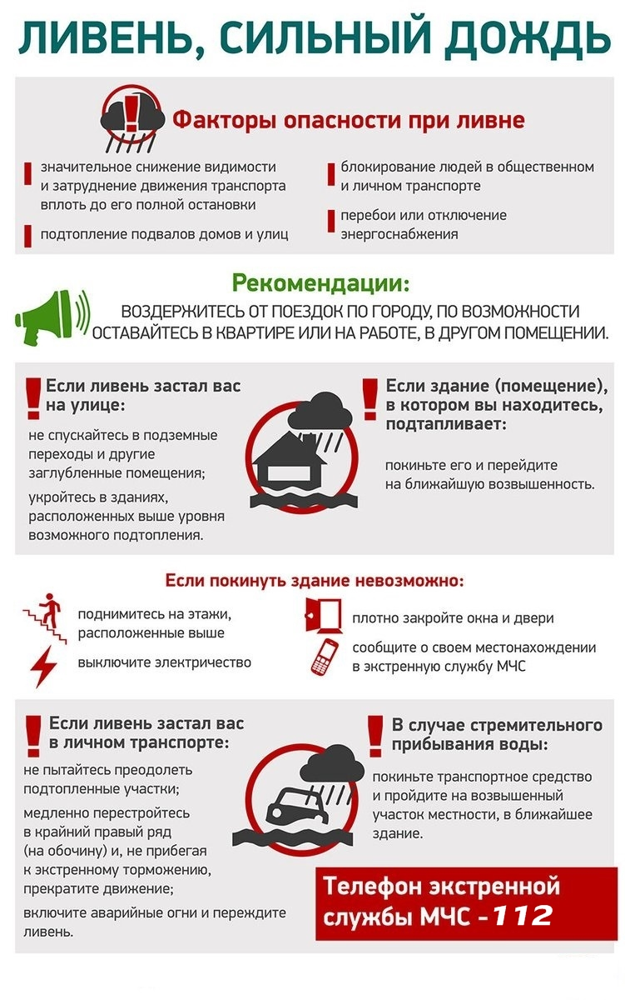 ЛИВЕНЬ, СИЛЬНЫЙ ДОЖДЬ
Факторы опасности при ливне
значительное снижение видимости
и затруднение движения транспорта
вплоть до его полной остановки
подтопление подвалов домов и улиц
блокирование людей в общественном
и личном транспорте
перебои или отключение
энергоснабжения
Рекомендации:
ВОЗДЕРЖИТЕСЬ ОТ ПОЕЗДОК ПО ГОРОДУ, ПО ВОЗМОЖНОСТИ
ОСТАВАЙТЕСЬ В КВАРТИРЕ ИЛИ НА РАБОТЕ, В ДРУГОМ ПОМЕЩЕНИИ.
Если ливень застал вас
на улице:
не спускайтесь в подземные
переходы и другие
заглубленные помещения;
укройтесь в зданиях,
расположенных выше уровня
возможного подтопления.
Если здание (помещение),
в котором вы находитесь,
подтапливает:
покиньте его и перейдите
на ближайшую возвышенность.
Если покинуть здание невозможно:
поднимитесь на этажи,
расположенные выше
выключите электричество
плотно закройте окна и двери
сообщите о своем местонахождении
в экстренную службу МЧС
Если ливень застал вас
в личном транспорте:
не пытайтесь преодолеть
подтопленные участки;
медленно перестройтесь
в крайний правый ряд
(на обочину) и, не прибегая
к экстренному торможению,
прекратите движение;
включите аварийные огни и переждите
ливень.
В случае стремительного
прибывания воды:
покиньте транспортное средство
и пройдите на возвышенный
участок местности, в ближайшее
здание.
Телефон экстренной
службы МЧС - 112